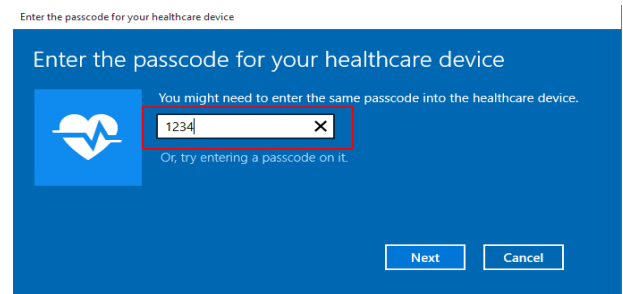 Enter the passcode for your healthcare device
Enter the passcode for your healthcare device
You might need to enter the same passcode into the healthcare device.
1234
Or, try entering a passcode on it.
Next Cancel